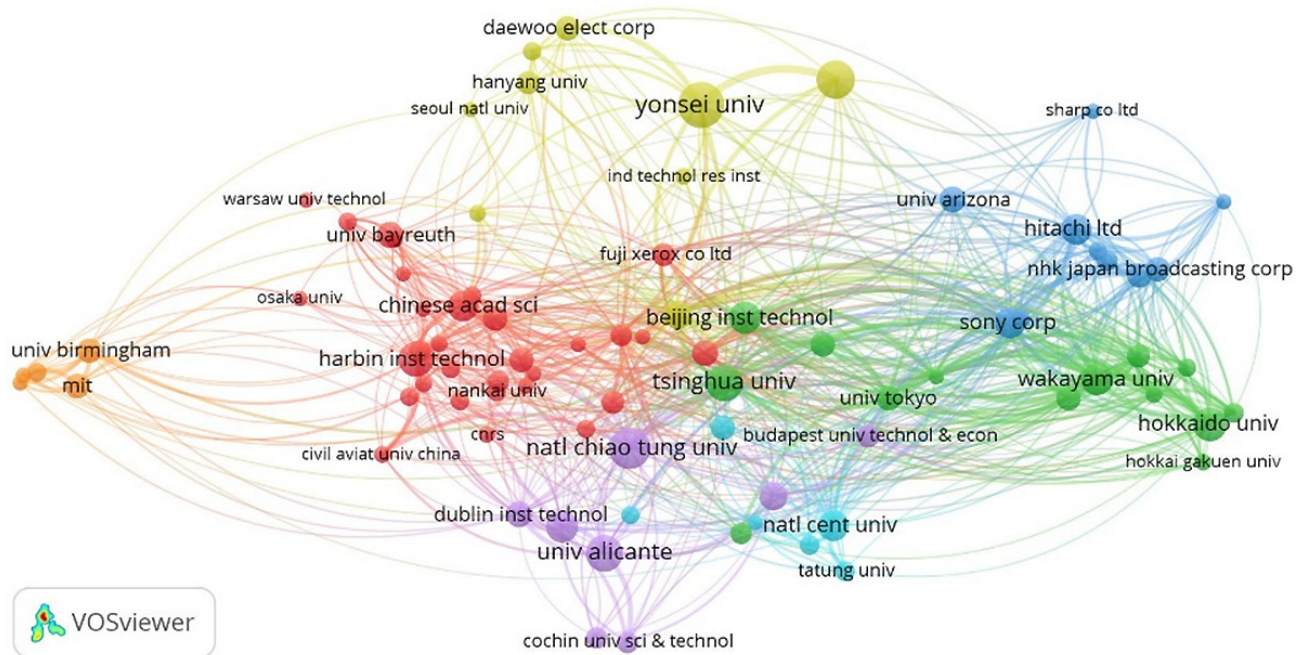 daewoo elect corp
hanyang univ
seoul natl univ
yonsei univ
sharp co ltd
ind technol res inst
warsaw univ technol
univ arizona
univ bayreuth
hitachi ltd
fuji xerox co ltd
nhk japan broadcasting corp
osaka univ
chinese acad sci
beijing inst technol
sony corp
univ birmingham
harbin inst technol
mit
nankai univ
tsinghua univ
wakayama univ
univ tokyo
hokkaido univ
cnrs
budapest univ technol & econ
natl chiao tung univ
civil aviat univ china
hokkai gakuen univ
dublin inst technol
natl cent univ
univ alicante
tatung univ
VOSviewer
cochin univ sci & technol